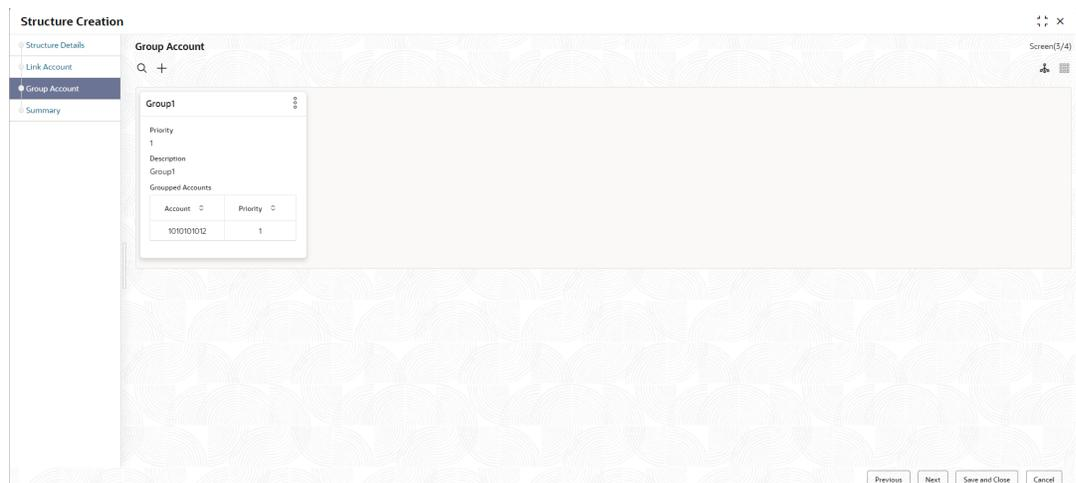 Structure Creation
Structure Details
Link Account
Group Account
Summary
Group Account
Screen(3/4)
Group1
Priority
1
Description
Group1
Groupped Accounts
Account Priority
1010101012 1
Previous Next Save and Close Cancel